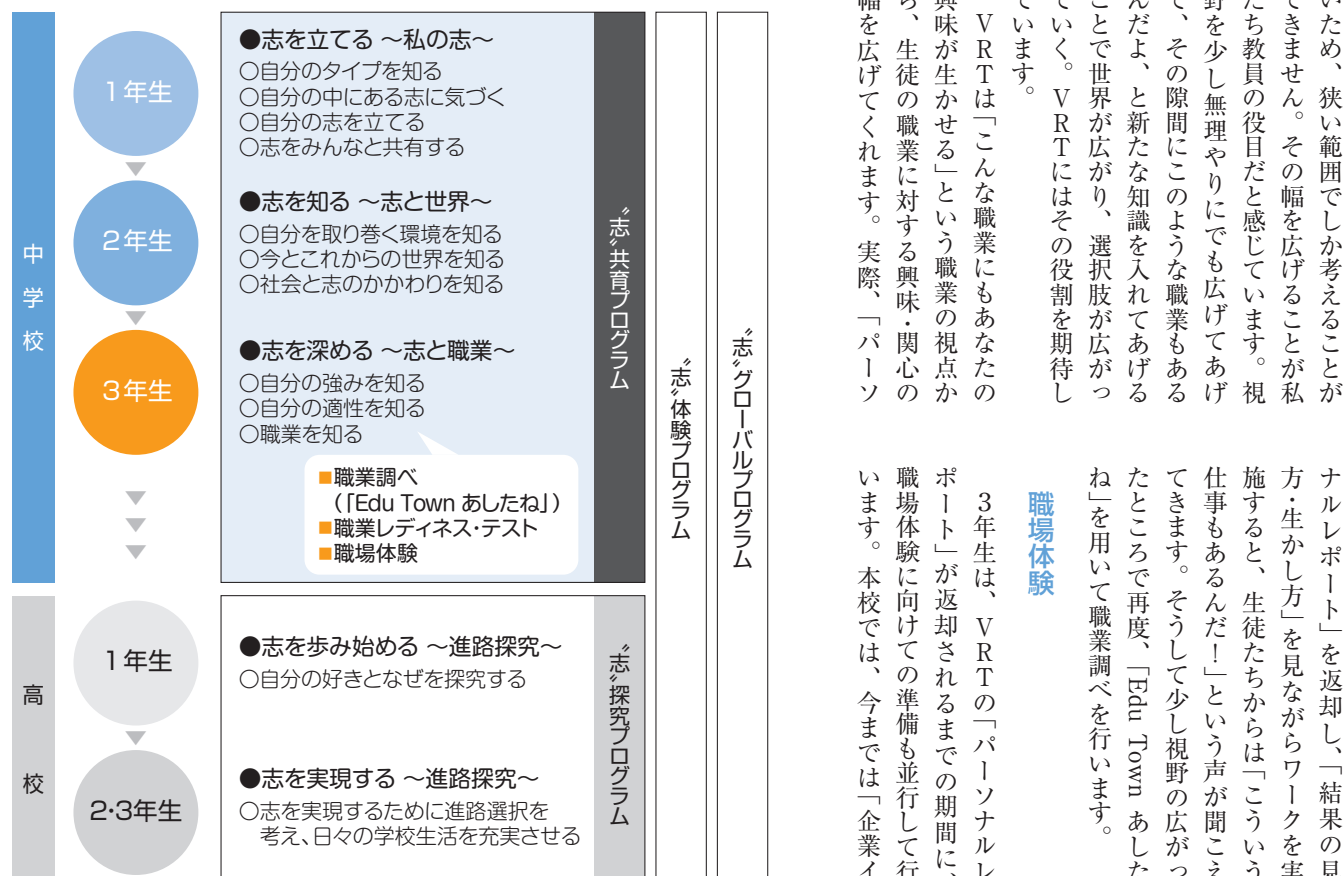 中学校
1年生
●志を立てる 〜私の志〜
○自分のタイプを知る
○自分の中にある志に気づく
○自分の志を立てる
○志をみんなと共有する
2年生
●志を知る 〜志と世界〜
○自分を取り巻く環境を知る
○今とこれからの世界を知る
○社会と志のかかわりを知る
3年生
●志を深める 〜志と職業〜
○自分の強みを知る
○自分の適性を知る
○職業を知る
■職業調べ
(「Edu Town あしたね」)
■職業レディネス・テスト
■職場体験
〝志〟共育プログラム
高校
1年生
●志を歩み始める 〜進路探究〜
○自分の好きとなぜを探究する
2・3年生
●志を実現する 〜進路探究〜
○志を実現するために進路選択を
考え、日々の学校生活を充実させる
〝志〟探究プログラム
〝志〟体験プログラム
〝志〟グローバルプログラム
いため、狭い範囲でしか考えることが
できません。その幅を広げることが私
たち教員の役目だと感じています。視
野を少し無理やりにでも広げてあげ
て、その隙間にこのような職業もある
んだよ、と新たな知識を入れてあげる
ことで世界が広がり、選択肢が広がっ
ていく。VRTにはその役割を期待し
ています。
VRTは「こんな職業にもあなたの
興味が生かせる」という職業の視点か
ら、生徒の職業に対する興味・関心の
幅を広げてくれます。実際、「パーソ
ナルレポート」を返却し、「結果の見
方・生かし方」を見ながらワークを実
施すると、生徒たちからは「こういう
仕事もあるんだ！」という声が聞こえ
てきます。そうして少し視野の広がっ
たところで再度、「Edu Town あした
ね」を用いて職業調べを行います。
職場体験
3年生は、VRTの「パーソナルレ
ポート」が返却されるまでの期間に、
職場体験に向けての準備も並行して行
います。本校では、今までは「企業イ